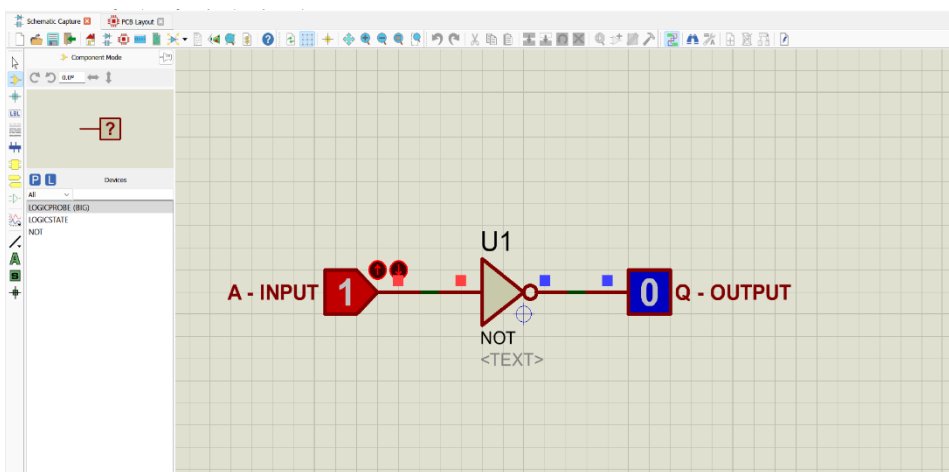 Schematic Capture
PCB Layout
Component Mode
0.0°
LBL
?
P L Devices
All
LOGICPROBE (BIG)
LOGICSTATE
NOT
A
S
U1
A - INPUT 1
0 Q - OUTPUT
NOT
<TEXT>